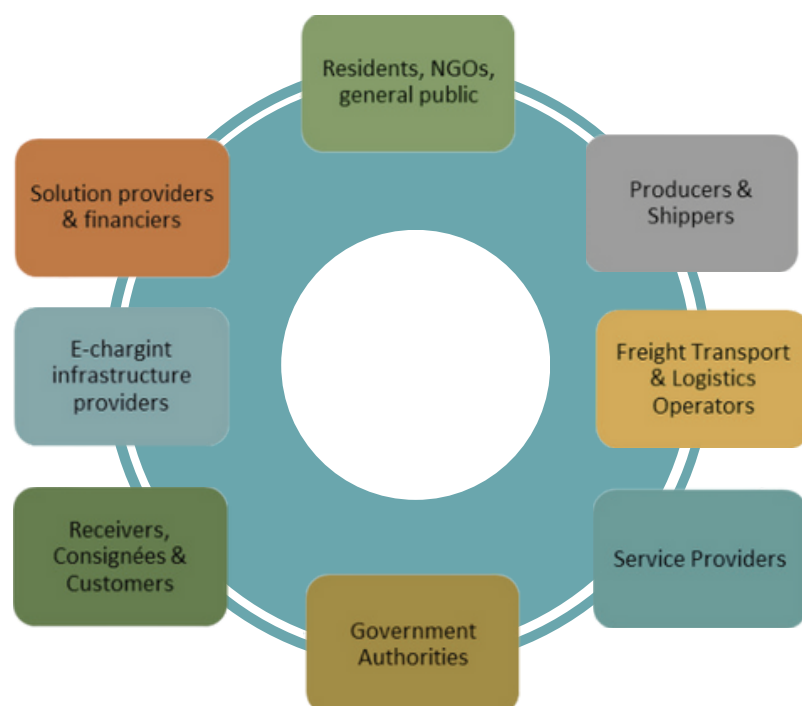 Residents, NGOs,
general public
Solution providers
& financiers
Producers &
Shippers
E-chargint
infrastructure
providers
Freight Transport
& Logistics
Operators
Receivers,
Consignées &
Customers
Service Providers
Government
Authorities